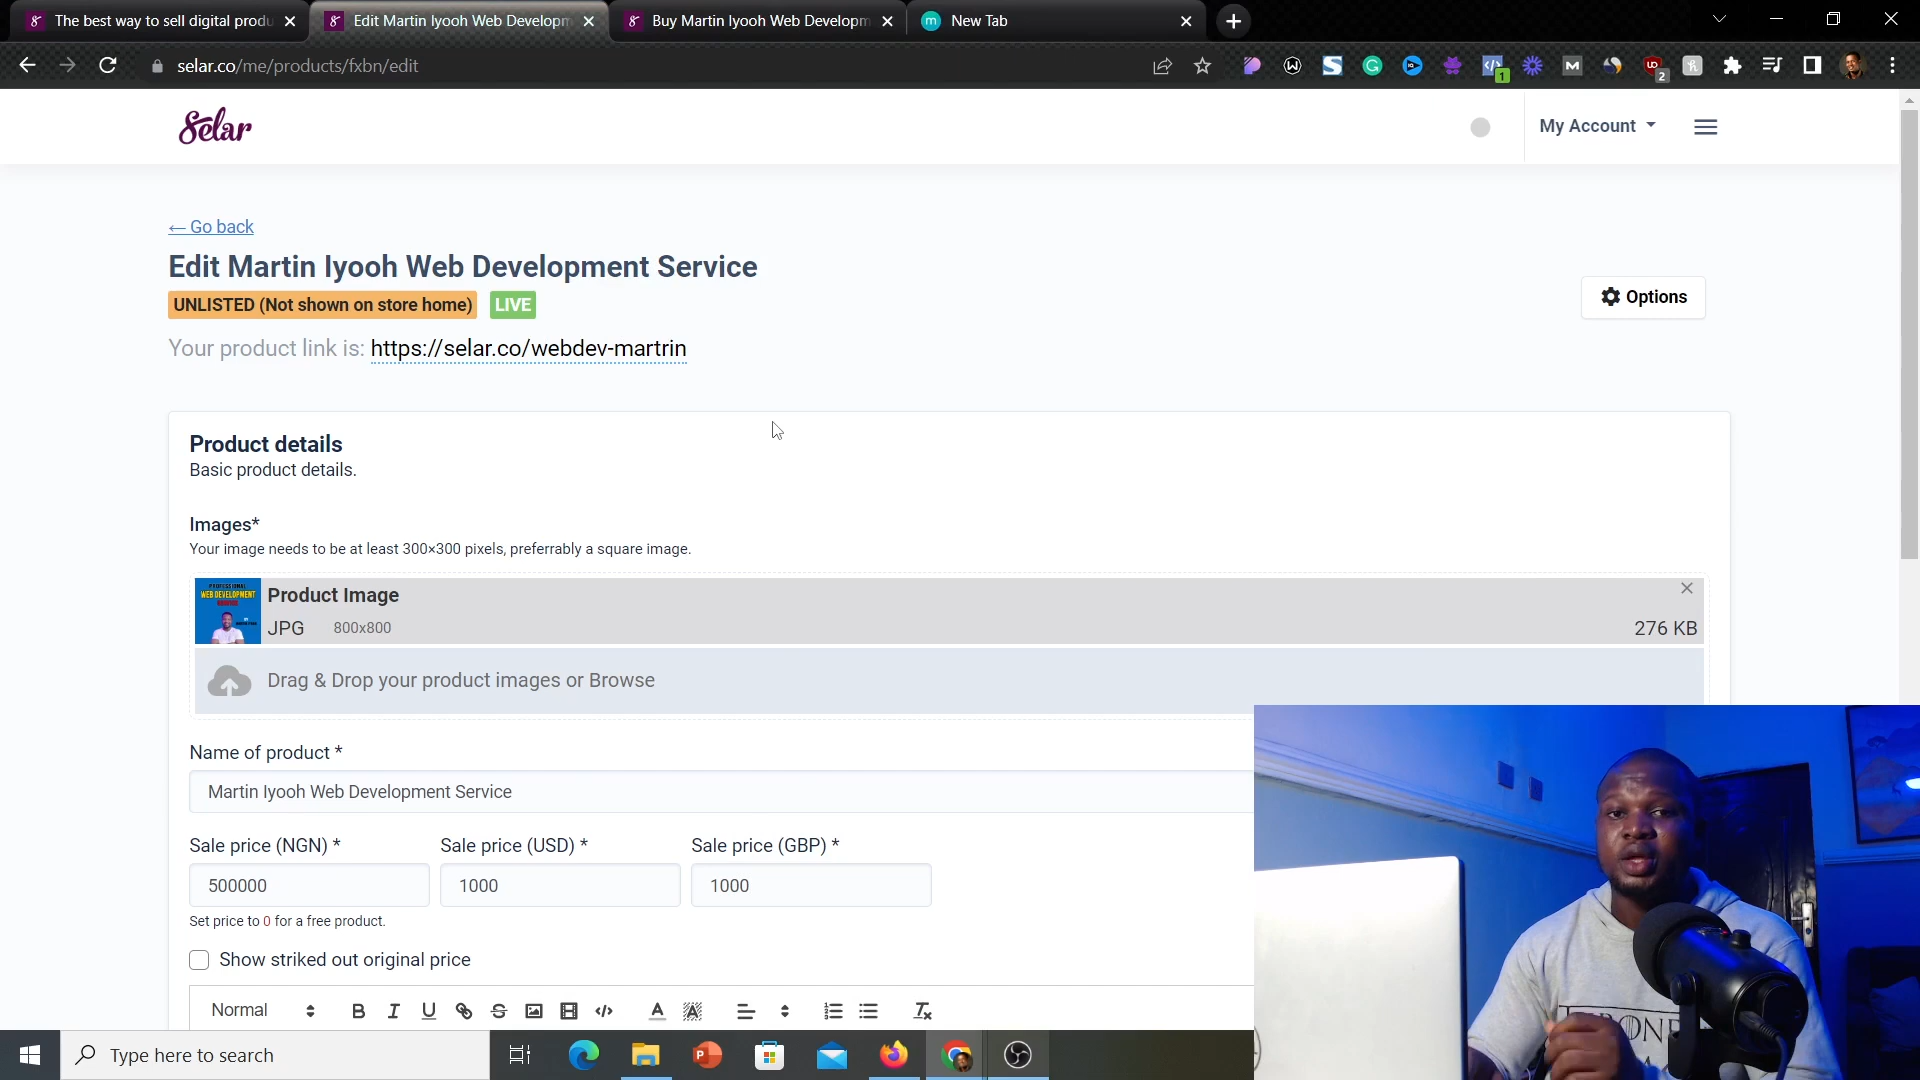 The best way to sell digital produ
Edit Martin Iyooh Web Developm
Buy Martin Iyooh Web Developm
New Tab
selar.co/me/products/fxbn/edit
1
2
Selar
My Account
← Go back
Edit Martin Iyooh Web Development Service
UNLISTED (Not shown on store home)
LIVE
Options
Your product link is: https://selar.co/webdev-martrin
Product details
Basic product details.
Images*
Your image needs to be at least 300×300 pixels, preferrably a square image.
PROFESSIONAL
WEB DEVELOPMENT
Product Image
JPG 800x800
276 KB
Drag & Drop your product images or Browse
Name of product *
Martin Iyooh Web Development Service
Sale price (NGN) *
Sale price (USD) *
Sale price (GBP) *
500000
1000
1000
Set price to 0 for a free product.
Show striked out original price
Normal
Type here to search